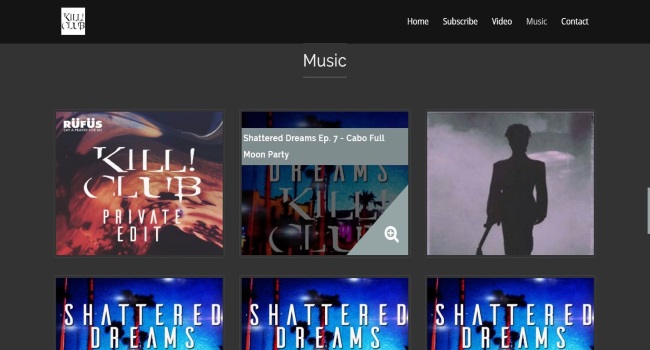 KILL!
CLUB
Home Subscribe Video Music Contact
Music
RÜFÜS
KILL!
CLUB
PRIVATE
EDIT
Shattered Dreams Ep. 7 - Cabo Full
Moon Party
DREAMS
KILL!
CLUB
SHATTERED
DREAMS
SHATTERED
DREAMS
SHATTERED
DREAMS